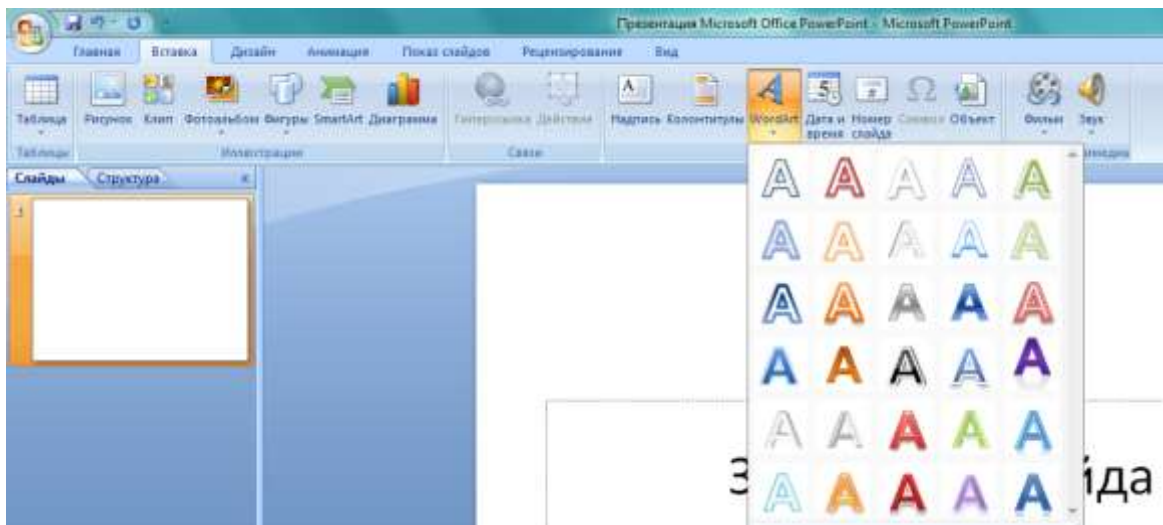 Презентация Microsoft Office PowerPoint - Microsoft PowerPoint
Главная Вставка Дизайн Анимация Показ слайдов Рецензирование Вид
Таблица Рисунок Клип Фотоальбом Фигуры SmartArt Диаграмма Гиперссылка Действие Надпись Колонтитулы WordArt Дата и время Номер слайда Символ Объект Фильм Звук
Таблицы Иллюстрации Связи
Слайды Структура
1
A A A A A
A A A A A
A A A A A
A A A A A
A A A A A
З йда
A A A A A